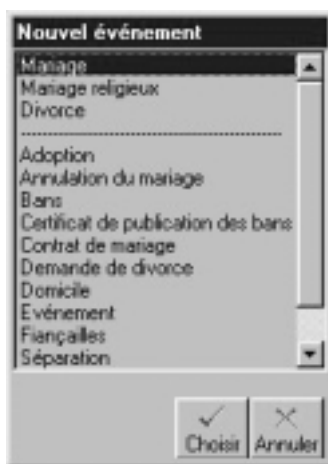 Nouvel événement
Mariage
Mariage religieux
Divorce
Adoption
Annulation du mariage
Bans
Certificat de publication des bans
Contrat de mariage
Demande de divorce
Domicile
Evénement
Fiançailles
Séparation
Choisir
Annuler